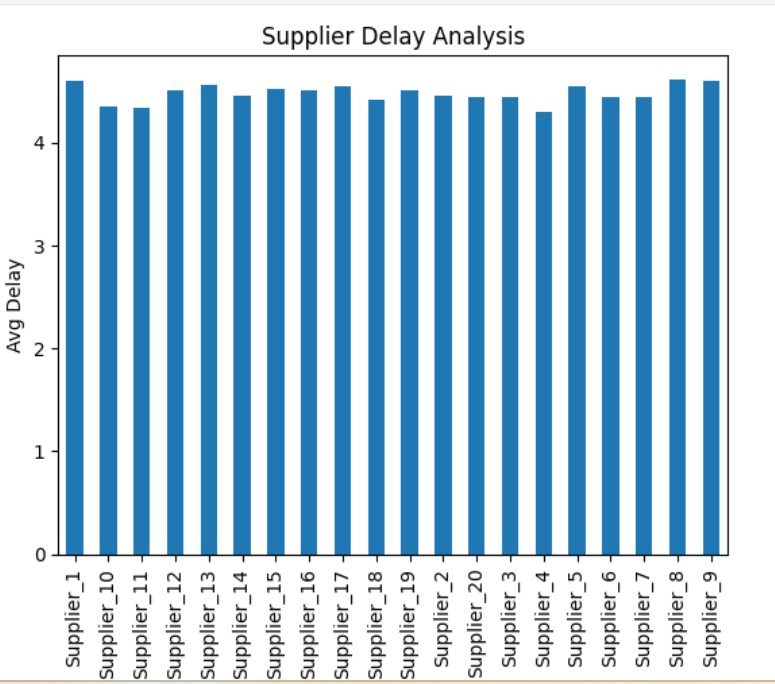 Supplier Delay Analysis
Avg Delay
4
3
2
1
0
Supplier_1
Supplier_10
Supplier_11
Supplier_12
Supplier_13
Supplier_14
Supplier_15
Supplier_16
Supplier_17
Supplier_18
Supplier_19
Supplier_2
Supplier_20
Supplier_3
Supplier_4
Supplier_5
Supplier_6
Supplier_7
Supplier_8
Supplier_9